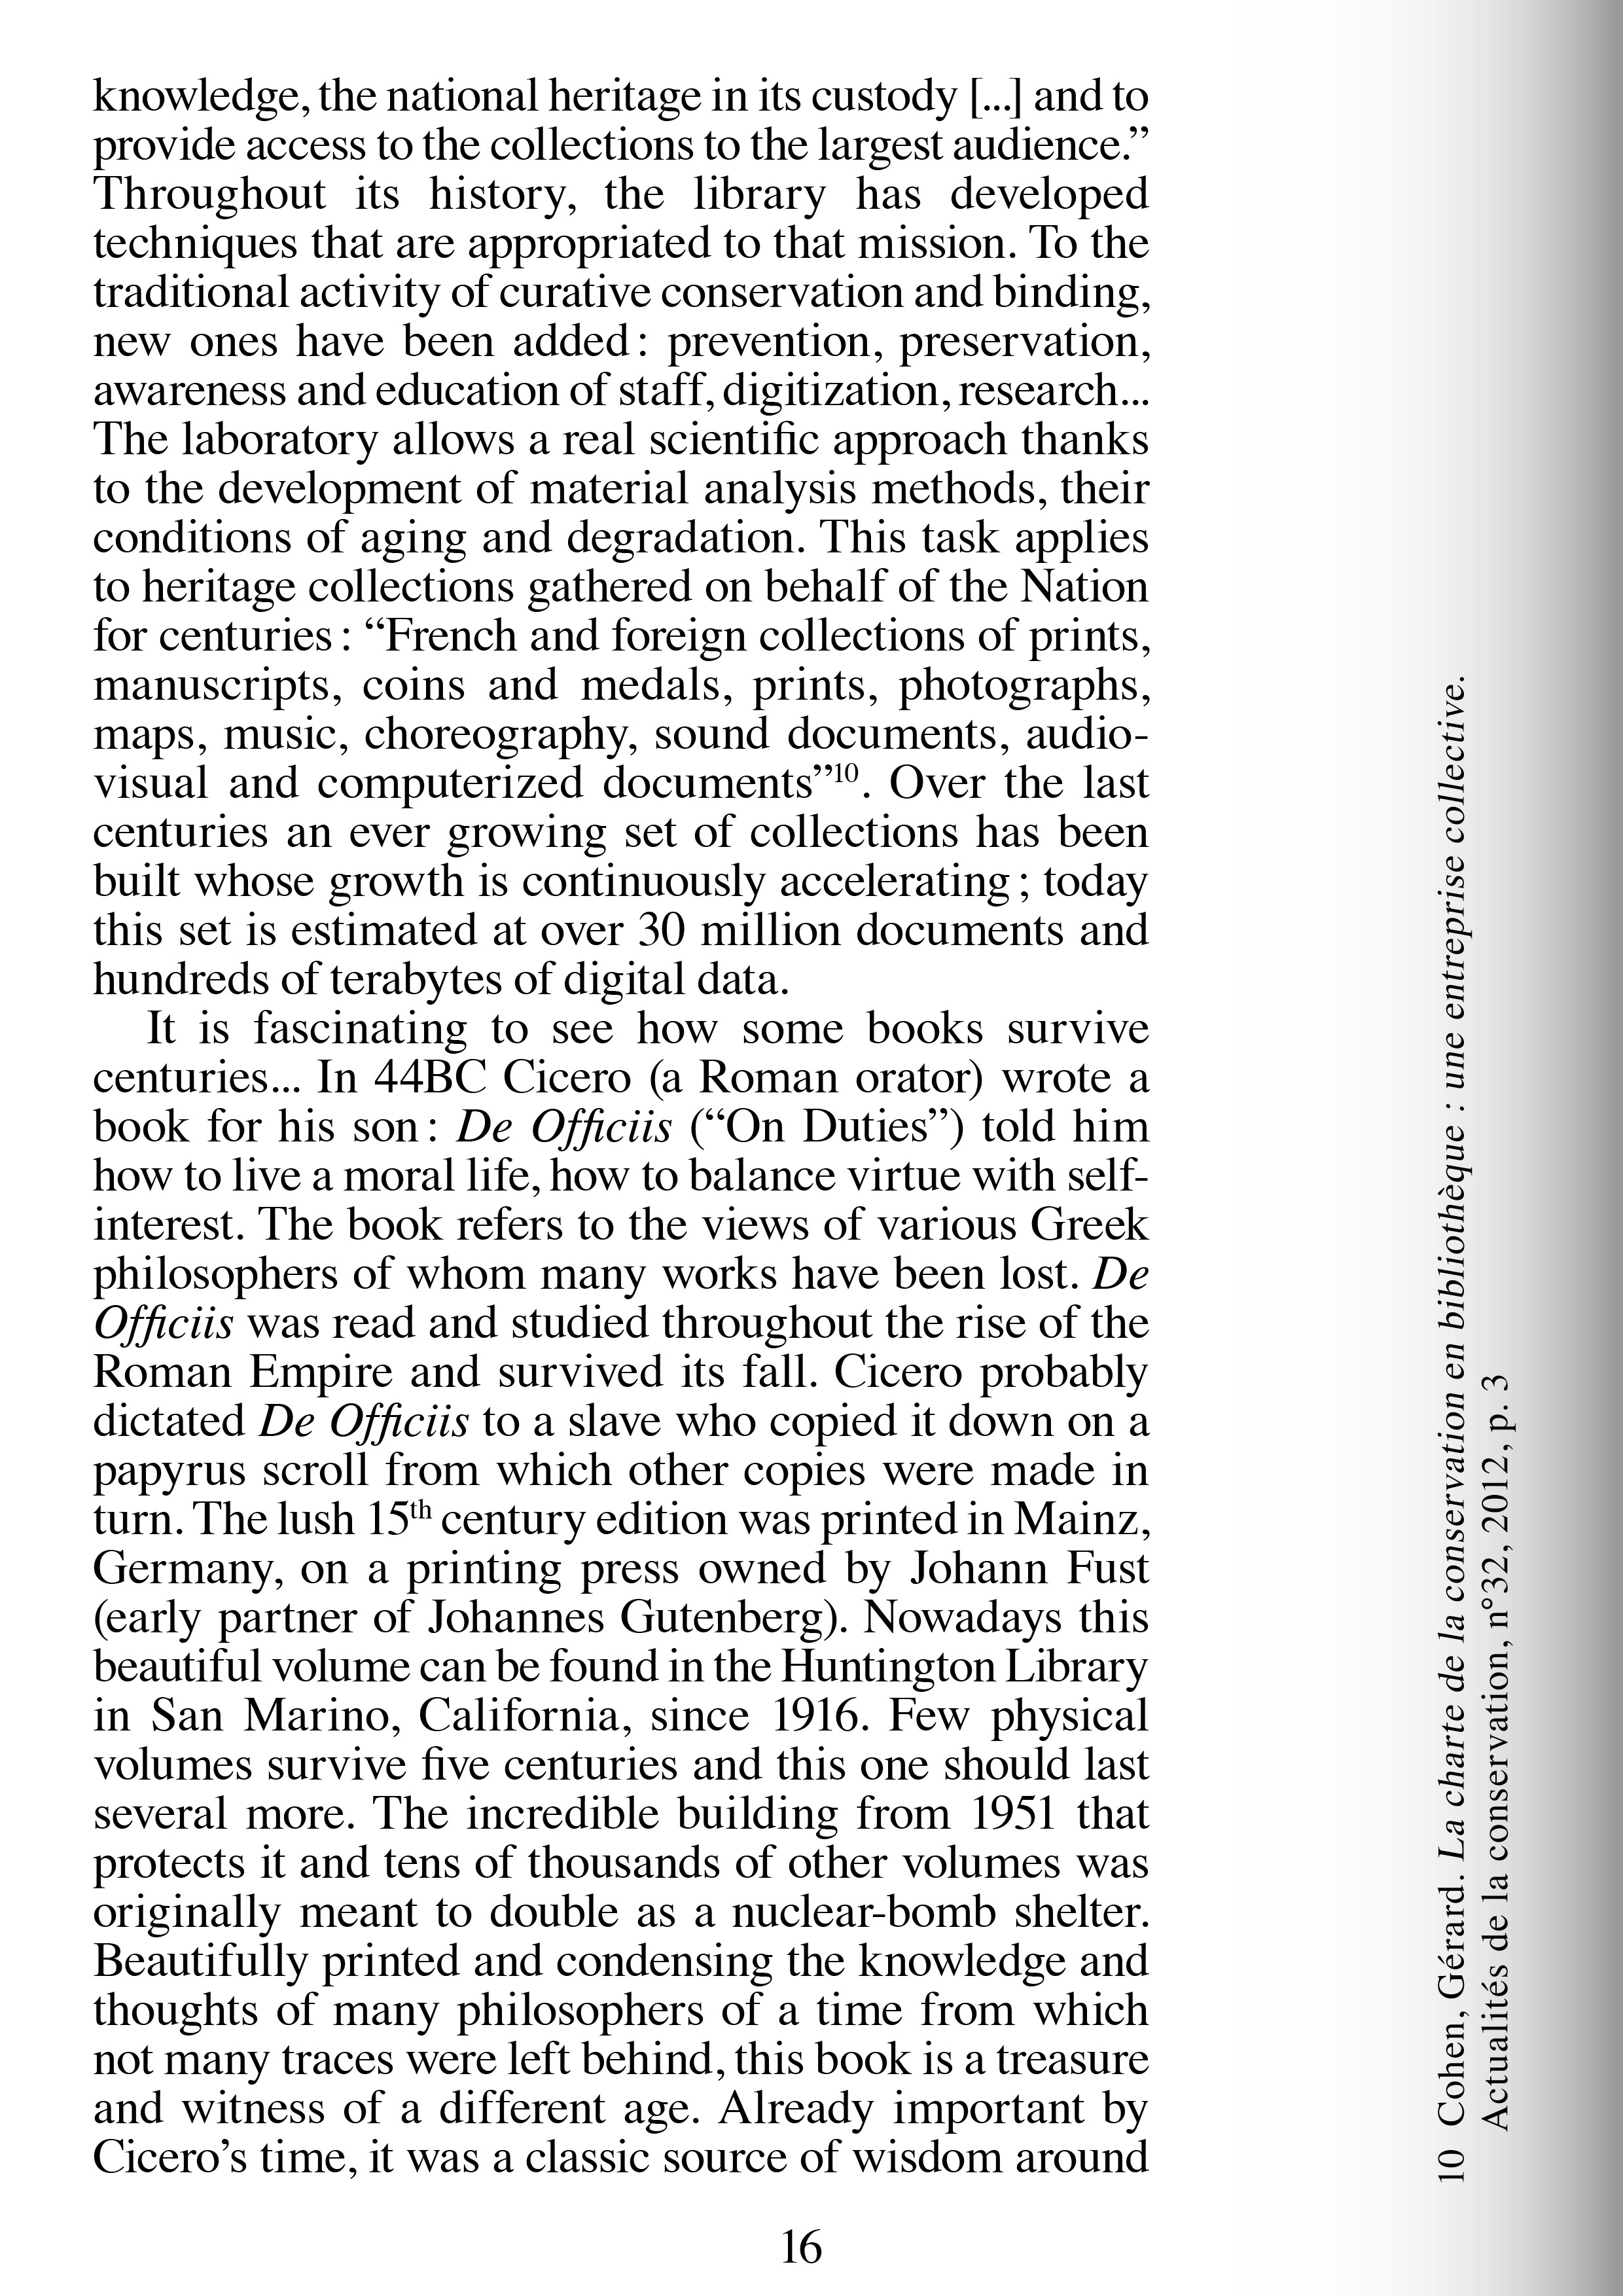 knowledge, the national heritage in its custody [...] and to
provide access to the collections to the largest audience.”
Throughout its history, the library has developed
techniques that are appropriated to that mission. To the
traditional activity of curative conservation and binding,
new ones have been added : prevention, preservation,
awareness and education of staff, digitization, research...
The laboratory allows a real scientific approach thanks
to the development of material analysis methods, their
conditions of aging and degradation. This task applies
to heritage collections gathered on behalf of the Nation
for centuries : “French and foreign collections of prints,
manuscripts, coins and medals, prints, photographs,
maps, music, choreography, sound documents, audio-
visual and computerized documents”¹⁰. Over the last
centuries an ever growing set of collections has been
built whose growth is continuously accelerating ; today
this set is estimated at over 30 million documents and
hundreds of terabytes of digital data.
It is fascinating to see how some books survive
centuries... In 44BC Cicero (a Roman orator) wrote a
book for his son : De Officiis (“On Duties”) told him
how to live a moral life, how to balance virtue with self-
interest. The book refers to the views of various Greek
philosophers of whom many works have been lost. De
Officiis was read and studied throughout the rise of the
Roman Empire and survived its fall. Cicero probably
dictated De Officiis to a slave who copied it down on a
papyrus scroll from which other copies were made in
turn. The lush 15th century edition was printed in Mainz,
Germany, on a printing press owned by Johann Fust
(early partner of Johannes Gutenberg). Nowadays this
beautiful volume can be found in the Huntington Library
in San Marino, California, since 1916. Few physical
volumes survive five centuries and this one should last
several more. The incredible building from 1951 that
protects it and tens of thousands of other volumes was
originally meant to double as a nuclear-bomb shelter.
Beautifully printed and condensing the knowledge and
thoughts of many philosophers of a time from which
not many traces were left behind, this book is a treasure
and witness of a different age. Already important by
Cicero’s time, it was a classic source of wisdom around
16
10 Cohen, Gérard. La charte de la conservation en bibliothèque : une entreprise collective.
Actualités de la conservation, n°32, 2012, p. 3